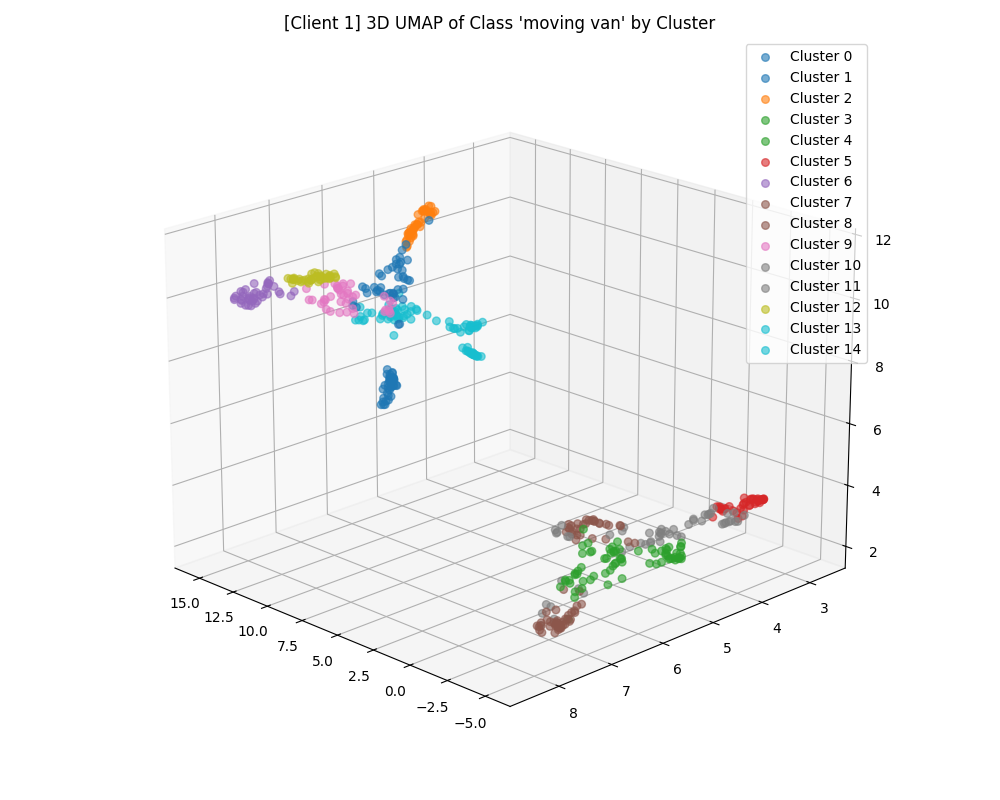 [Client 1] 3D UMAP of Class 'moving van' by Cluster
Cluster 0
Cluster 1
Cluster 2
Cluster 3
Cluster 4
Cluster 5
Cluster 6
Cluster 7
Cluster 8
Cluster 9
Cluster 10
Cluster 11
Cluster 12
Cluster 13
Cluster 14
12
10
8
6
4
2
15.0
12.5
10.0
7.5
5.0
2.5
0.0
−2.5
−5.0
3
4
5
6
7
8